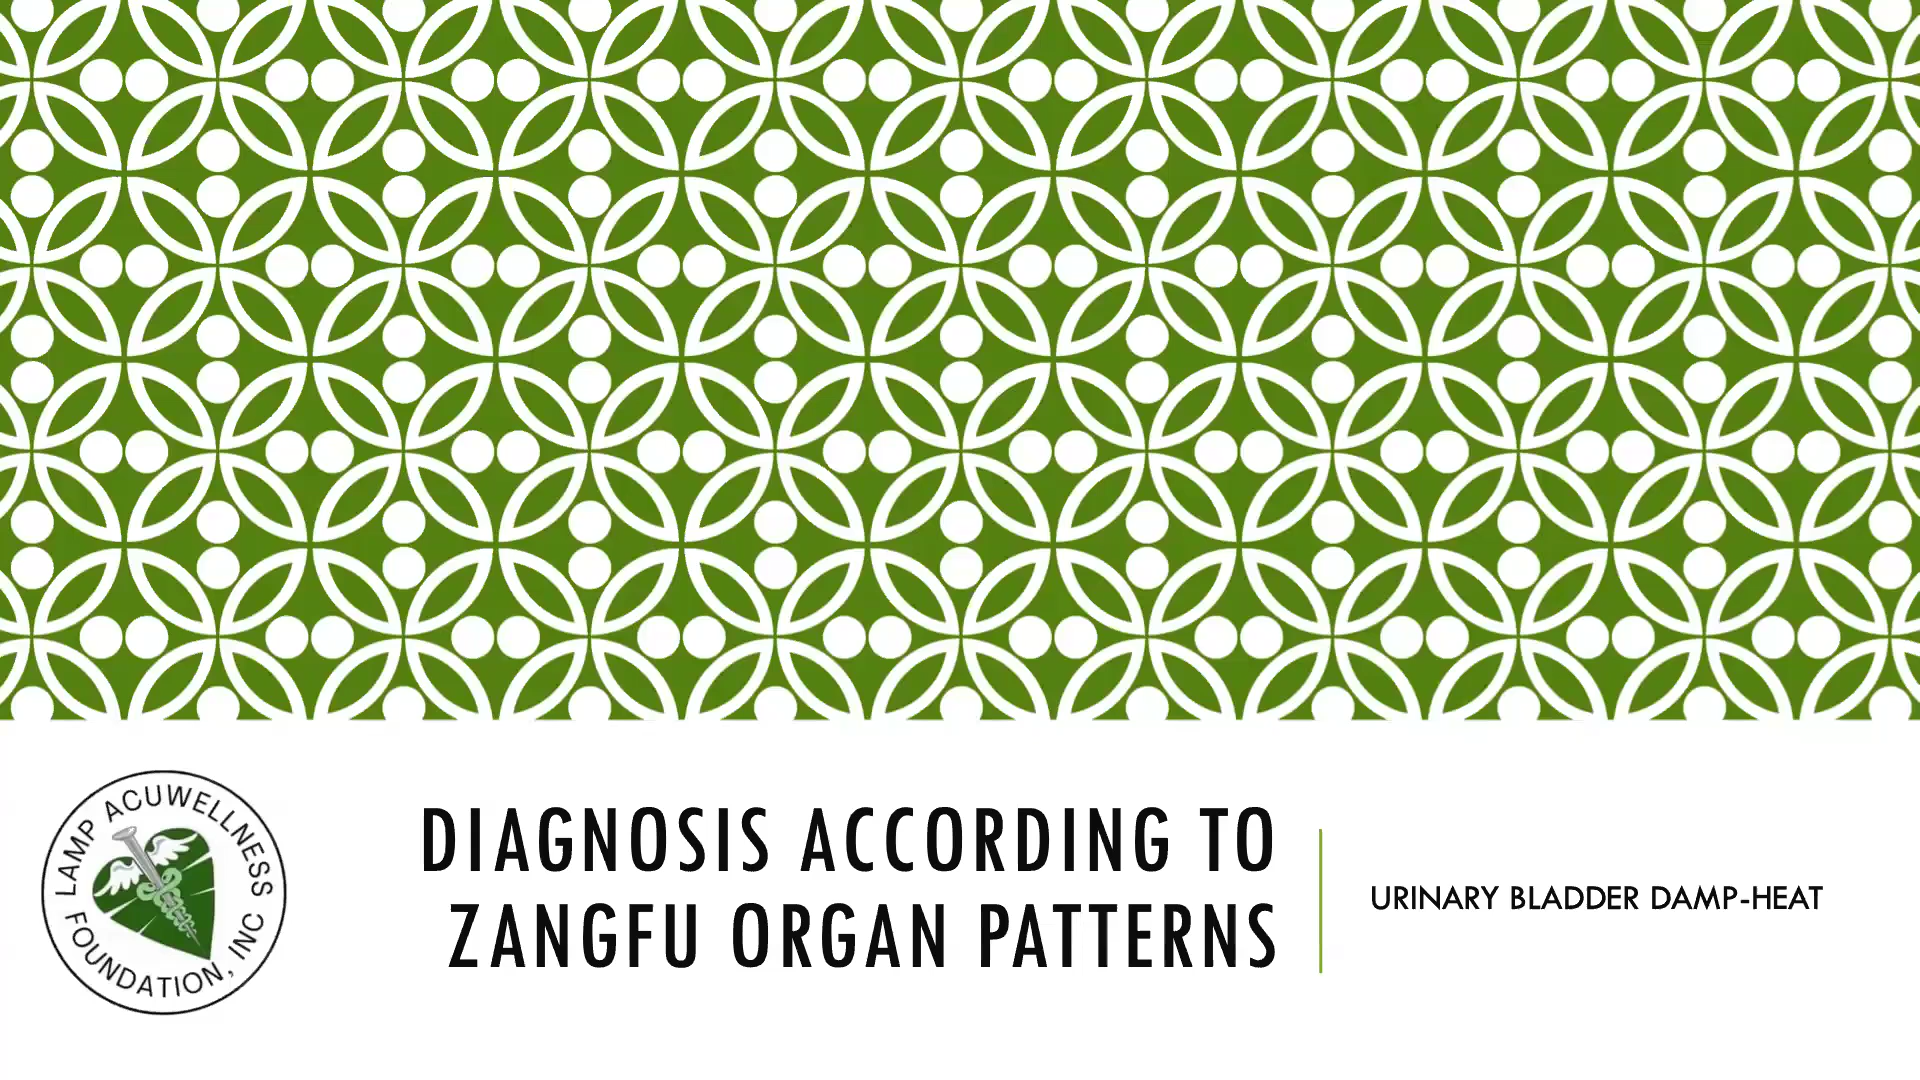 LAMP ACUWELLNESS
FOUNDATION, INC
DIAGNOSIS ACCORDING TO
ZANGFU ORGAN PATTERNS
URINARY BLADDER DAMP-HEAT